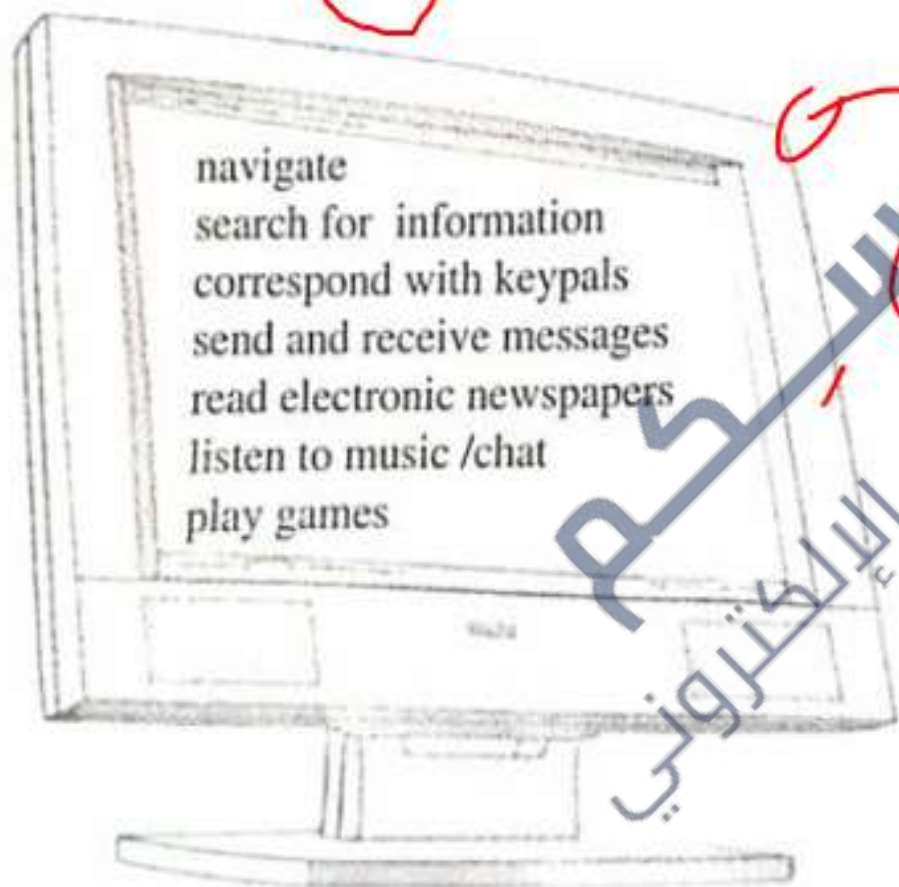 navigate
search for information
correspond with keypals
send and receive messages
read electronic newspapers
listen to music /chat
play games
الإلكتروني